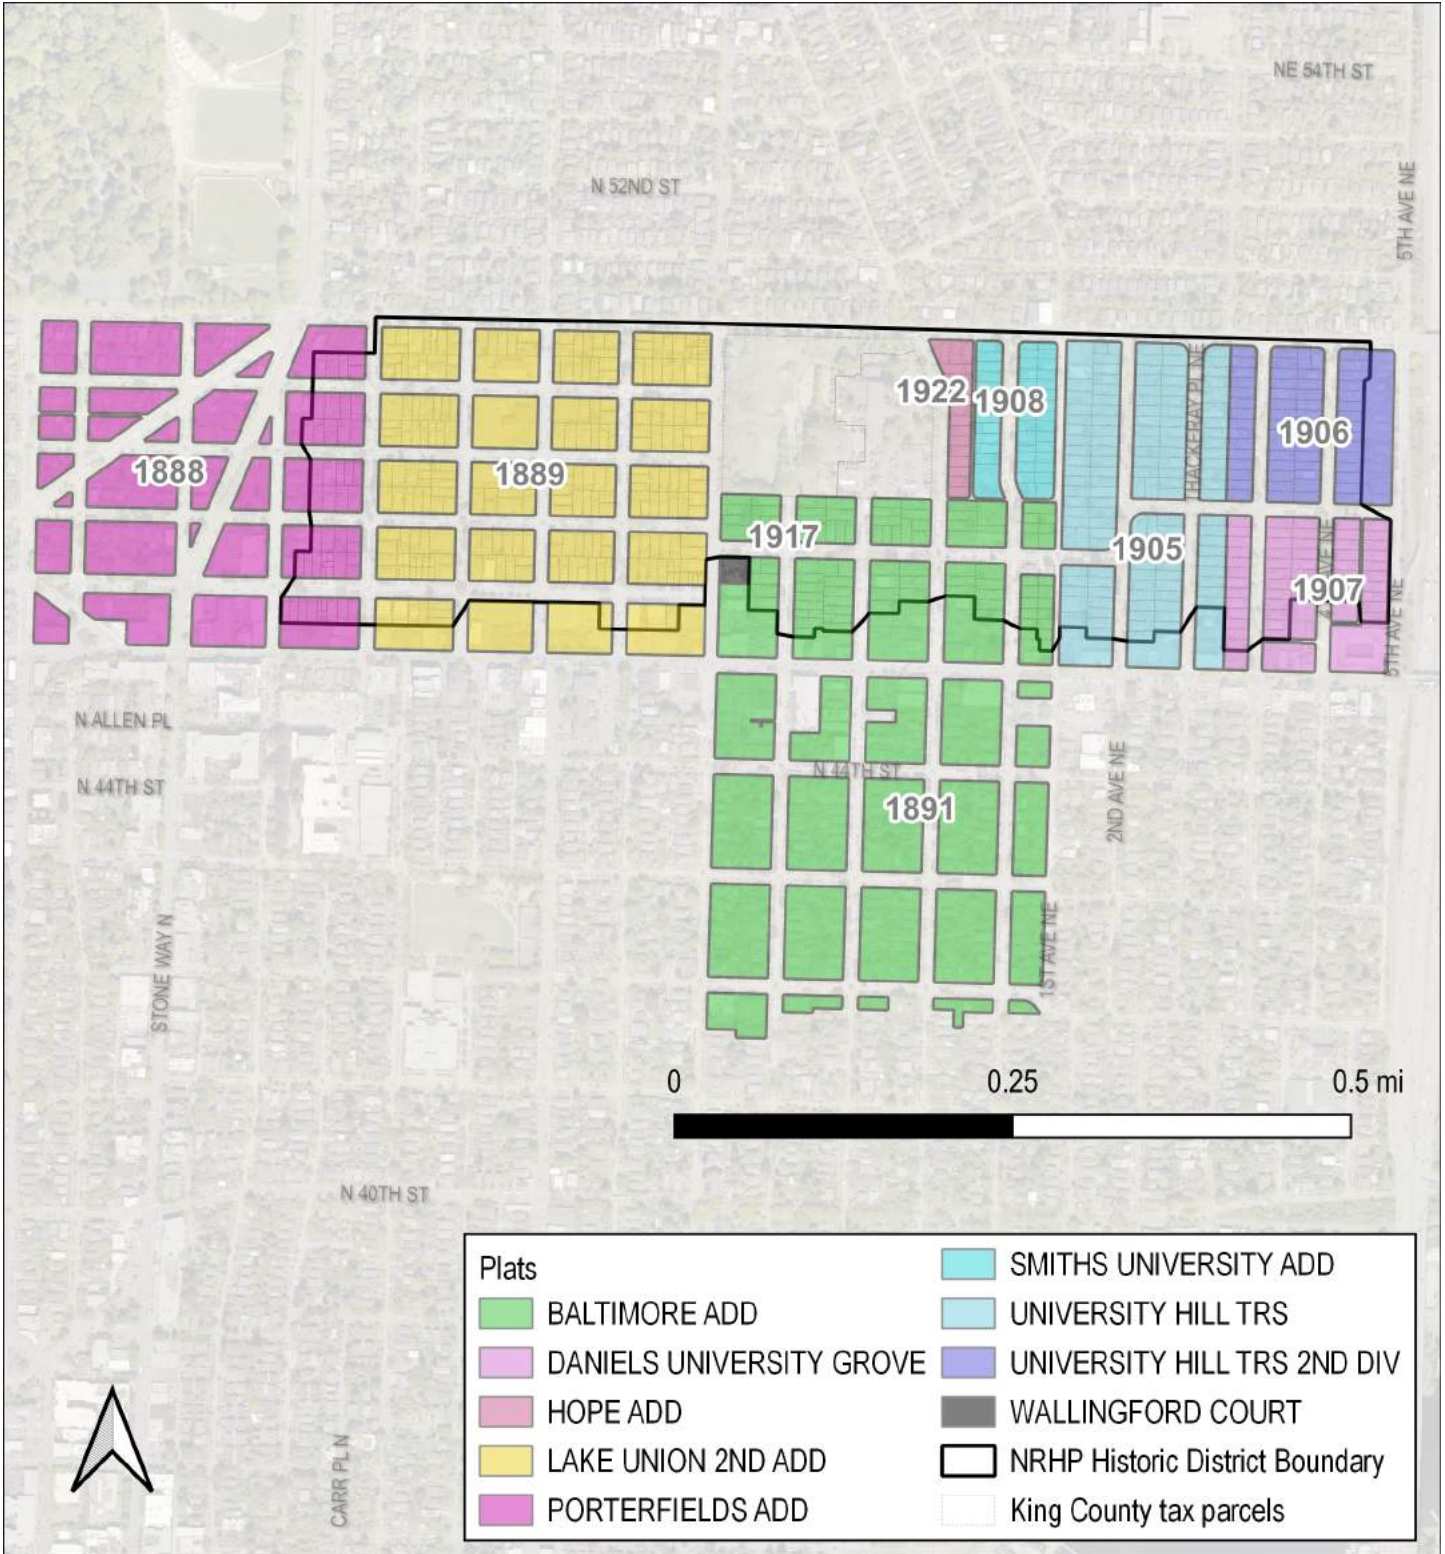 NE 54TH ST
5TH AVE NE
N 52ND ST
THACKERAY PL NE
1922
1908
1906
1888
1889
1917
1905
1907
AVE NE
5TH AVE NE
N ALLEN PL
N 44TH ST
N 44TH ST
2ND AVE NE
1891
STONE WAY N
1ST AVE NE
0 0.25 0.5 mi
N 40TH ST
CARR PL N
Plats
BALTIMORE ADD
DANIELS UNIVERSITY GROVE
HOPE ADD
LAKE UNION 2ND ADD
PORTERFIELDS ADD
SMITHS UNIVERSITY ADD
UNIVERSITY HILL TRS
UNIVERSITY HILL TRS 2ND DIV
WALLINGFORD COURT
NRHP Historic District Boundary
King County tax parcels